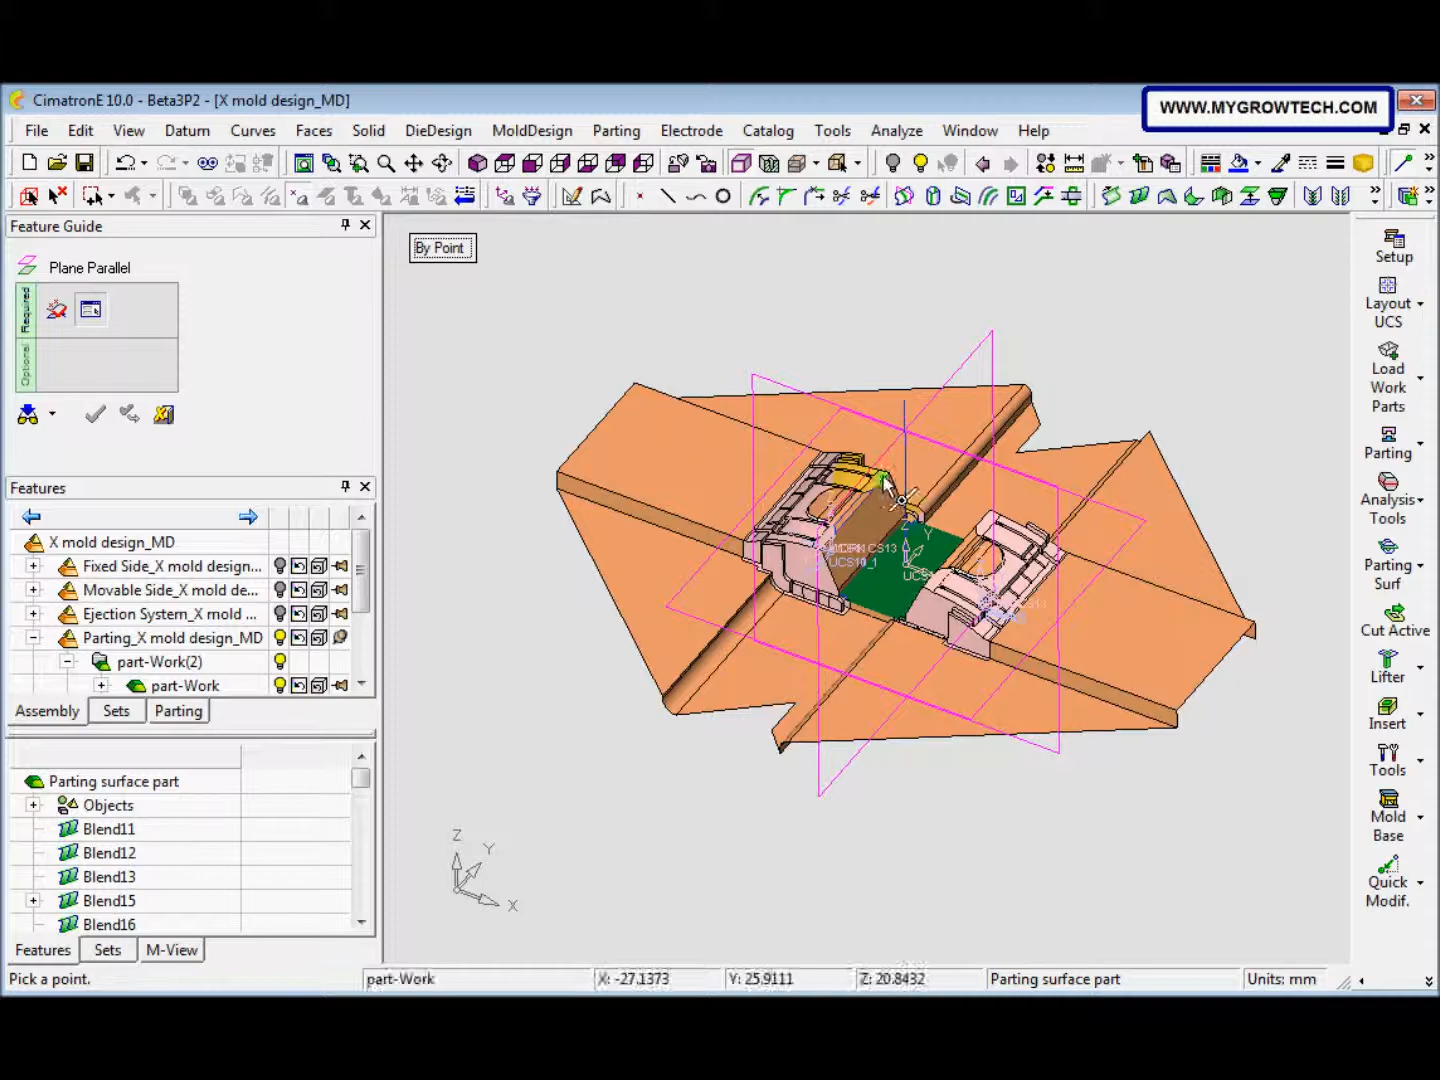 CimatronE 10.0 - Beta3P2 - [X mold design_MD]
WWW.MYGROWTECH.COM
File Edit View Datum Curves Faces Solid DieDesign MoldDesign Parting Electrode Catalog Tools Analyze Window Help
Feature Guide
Plane Parallel
Required
Optional
By Point
Features
X mold design_MD
Fixed Side_X mold design...
Movable Side_X mold de...
Ejection System_X mold ...
Parting_X mold design_MD
part-Work(2)
part-Work
Assembly Sets Parting
Parting surface part
Objects
Blend11
Blend12
Blend13
Blend15
Blend16
Features Sets M-View
Z
Y
UCS10_1
Z
Y
X
Setup
Layout
UCS
Load
Work
Parts
Parting
Analysis
Tools
Parting
Surf
Cut Active
Lifter
Insert
Tools
Mold
Base
Quick
Modif.
Pick a point. part-Work X: -27.1373 Y: 25.9111 Z: 20.8432 Parting surface part Units: mm